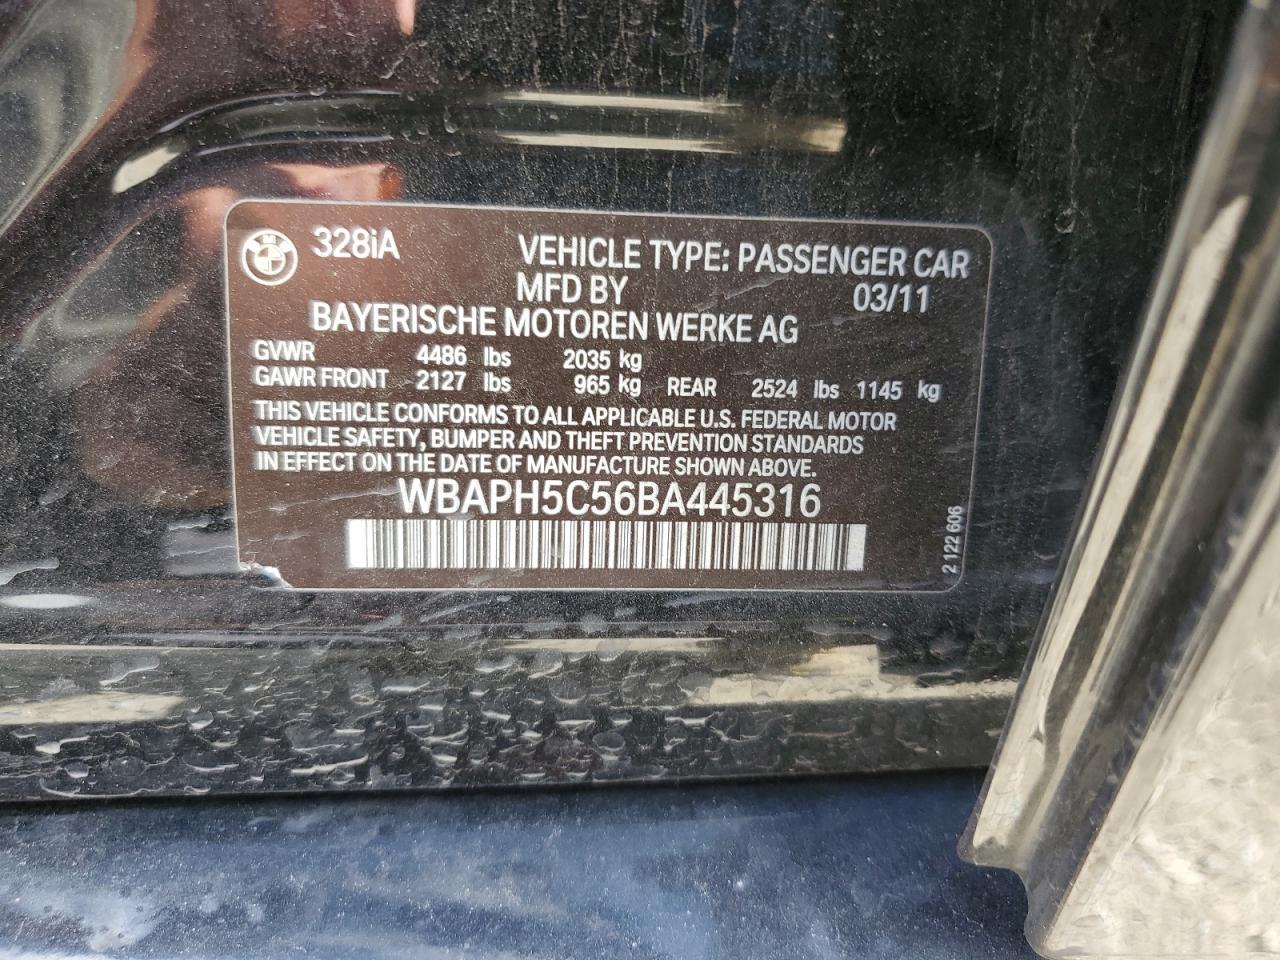 328iA VEHICLE TYPE: PASSENGER CAR
MFD BY 03/11
BAYERISCHE MOTOREN WERKE AG
GVWR 4486 lbs 2035 kg
GAWR FRONT 2127 lbs 965 kg REAR 2524 lbs 1145 kg
THIS VEHICLE CONFORMS TO ALL APPLICABLE U.S. FEDERAL MOTOR
VEHICLE SAFETY, BUMPER AND THEFT PREVENTION STANDARDS
IN EFFECT ON THE DATE OF MANUFACTURE SHOWN ABOVE.
WBAPH5C56BA445316
2 122 606